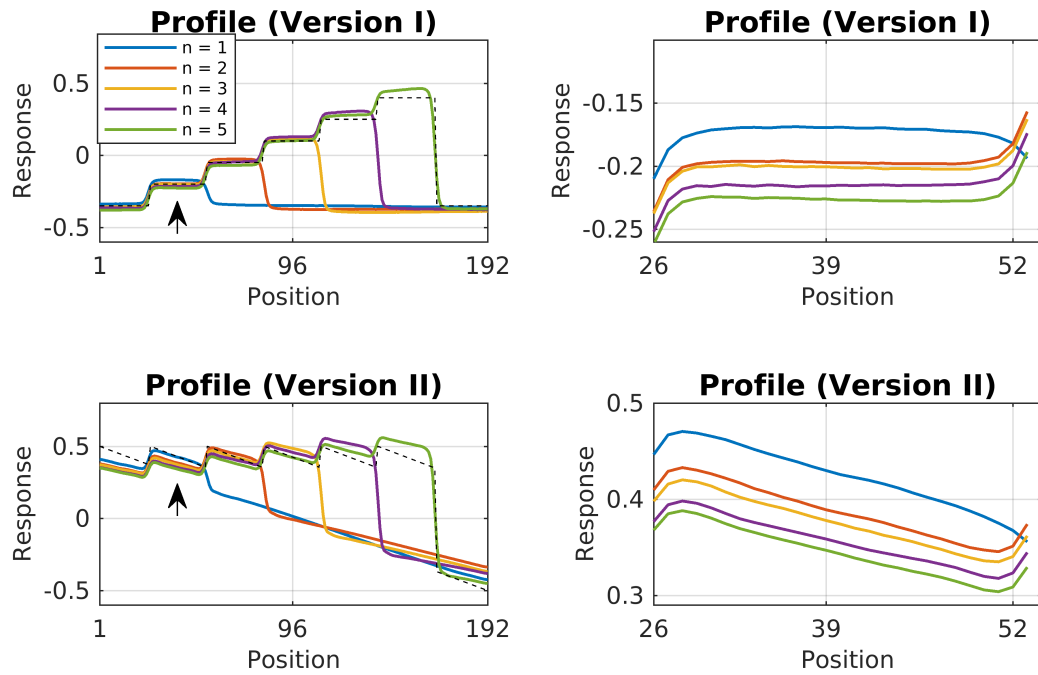 Profile (Version I)
Response
0.5
0
-0.5
n = 1
n = 2
n = 3
n = 4
n = 5
1
96
192
Position
Profile (Version I)
Response
-0.15
-0.2
-0.25
26
39
52
Position
Profile (Version II)
Response
0.5
0
-0.5
1
96
192
Position
Profile (Version II)
Response
0.5
0.4
0.3
26
39
52
Position